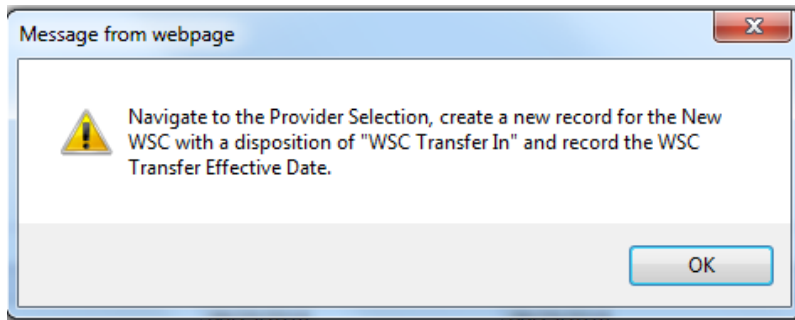 Message from webpage
Navigate to the Provider Selection, create a new record for the New
WSC with a disposition of "WSC Transfer In" and record the WSC
Transfer Effective Date.
OK